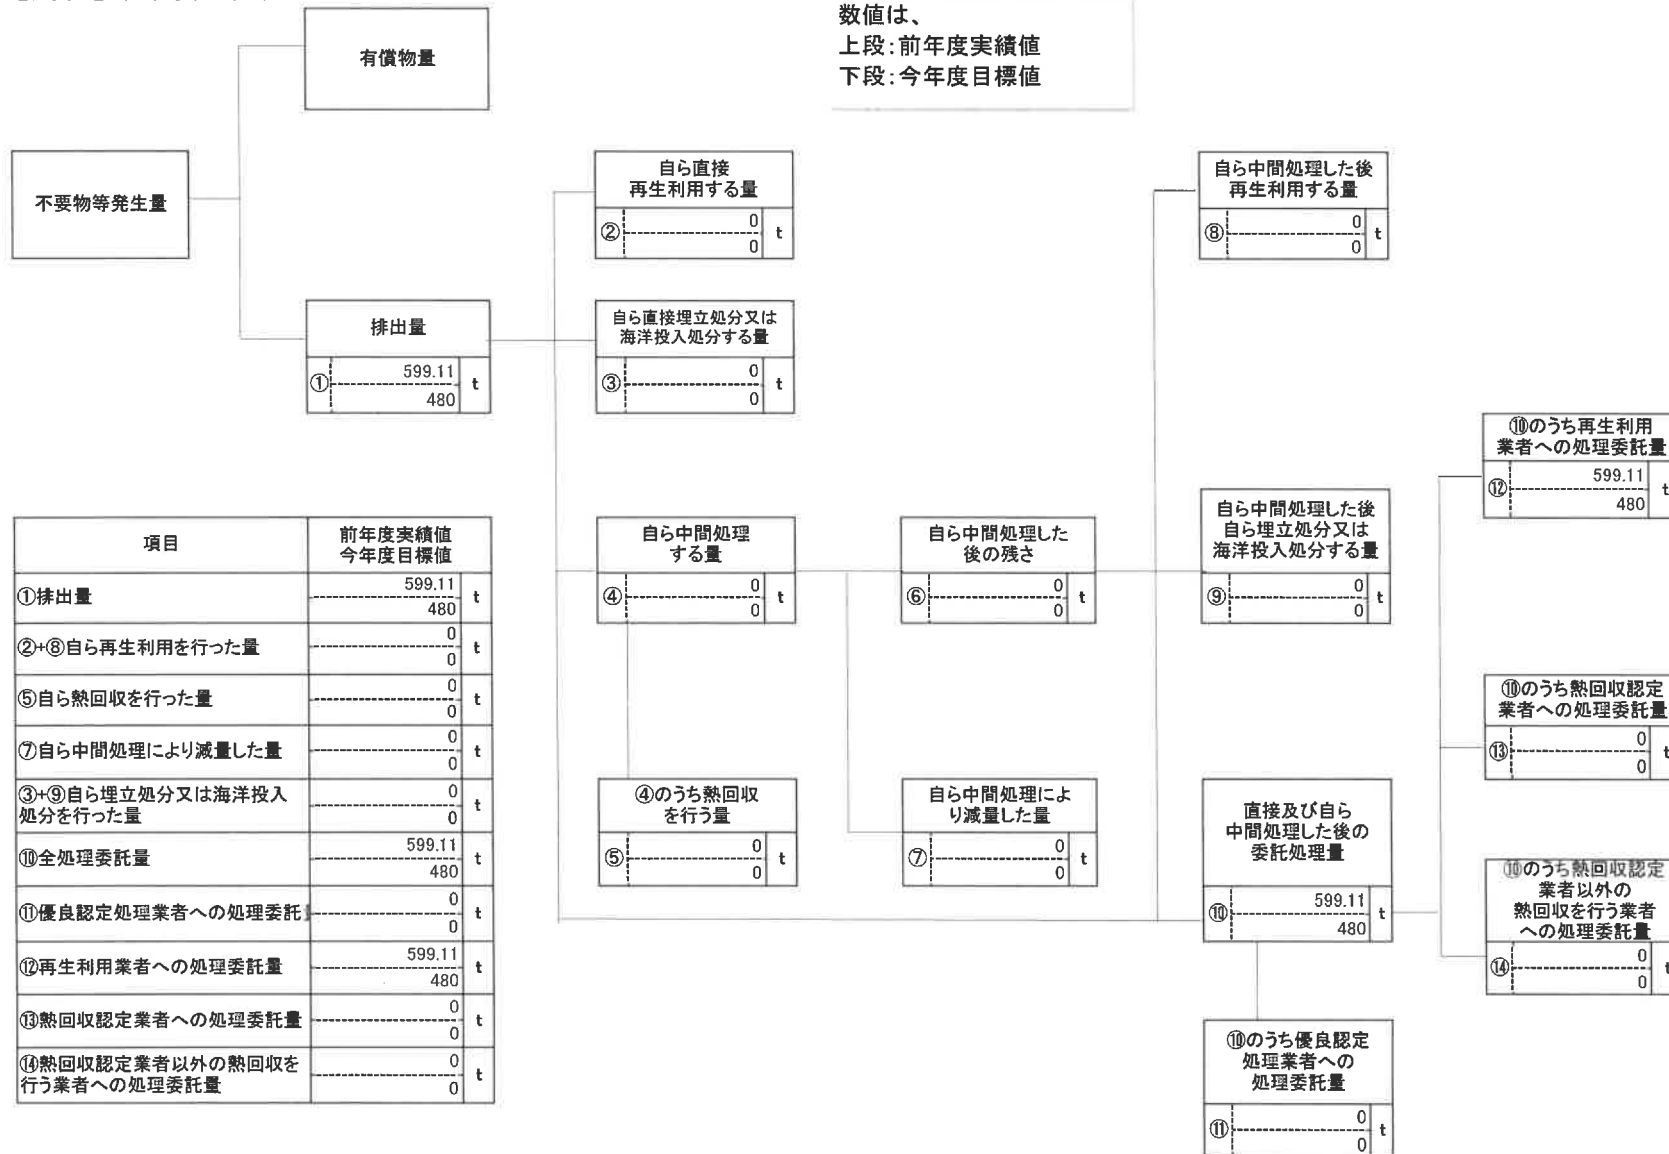 数値は、
上段:前年度実績値
下段:今年度目標値
有償物量
不要物等発生量
排出量
① 599.11 t
480
自ら直接
再生利用する量
② 0 t
0
自ら直接埋立処分又は
海洋投入処分する量
③ 0 t
0
自ら中間処理
する量
④ 0 t
0
④のうち熱回収
を行う量
⑤ 0 t
0
自ら中間処理した
後の残さ
⑥ 0 t
0
自ら中間処理によ
り減量した量
⑦ 0 t
0
自ら中間処理した後
再生利用する量
⑧ 0 t
0
自ら中間処理した後
自ら埋立処分又は
海洋投入処分する量
⑨ 0 t
0
直接及び自ら
中間処理した後の
委託処理量
⑩ 599.11 t
480
⑩のうち優良認定
処理業者への
処理委託量
⑪ 0 t
0
⑩のうち再生利用
業者への処理委託量
⑫ 599.11 t
480
⑩のうち熱回収認定
業者への処理委託量
⑬ 0 t
0
⑩のうち熱回収認定
業者以外の
熱回収を行う業者
への処理委託量
⑭ 0 t
0
項目 前年度実績値
今年度目標値
①排出量 599.11 t
480
②+⑧自ら再生利用を行った量 0 t
0
⑤自ら熱回収を行った量 0 t
0
⑦自ら中間処理により減量した量 0 t
0
③+⑨自ら埋立処分又は海洋投入
処分を行った量 0 t
0
⑩全処理委託量 599.11 t
480
⑪優良認定処理業者への処理委託 0 t
0
⑫再生利用業者への処理委託量 599.11 t
480
⑬熱回収認定業者への処理委託量 0 t
0
⑭熱回収認定業者以外の熱回収を
行う業者への処理委託量 0 t
0